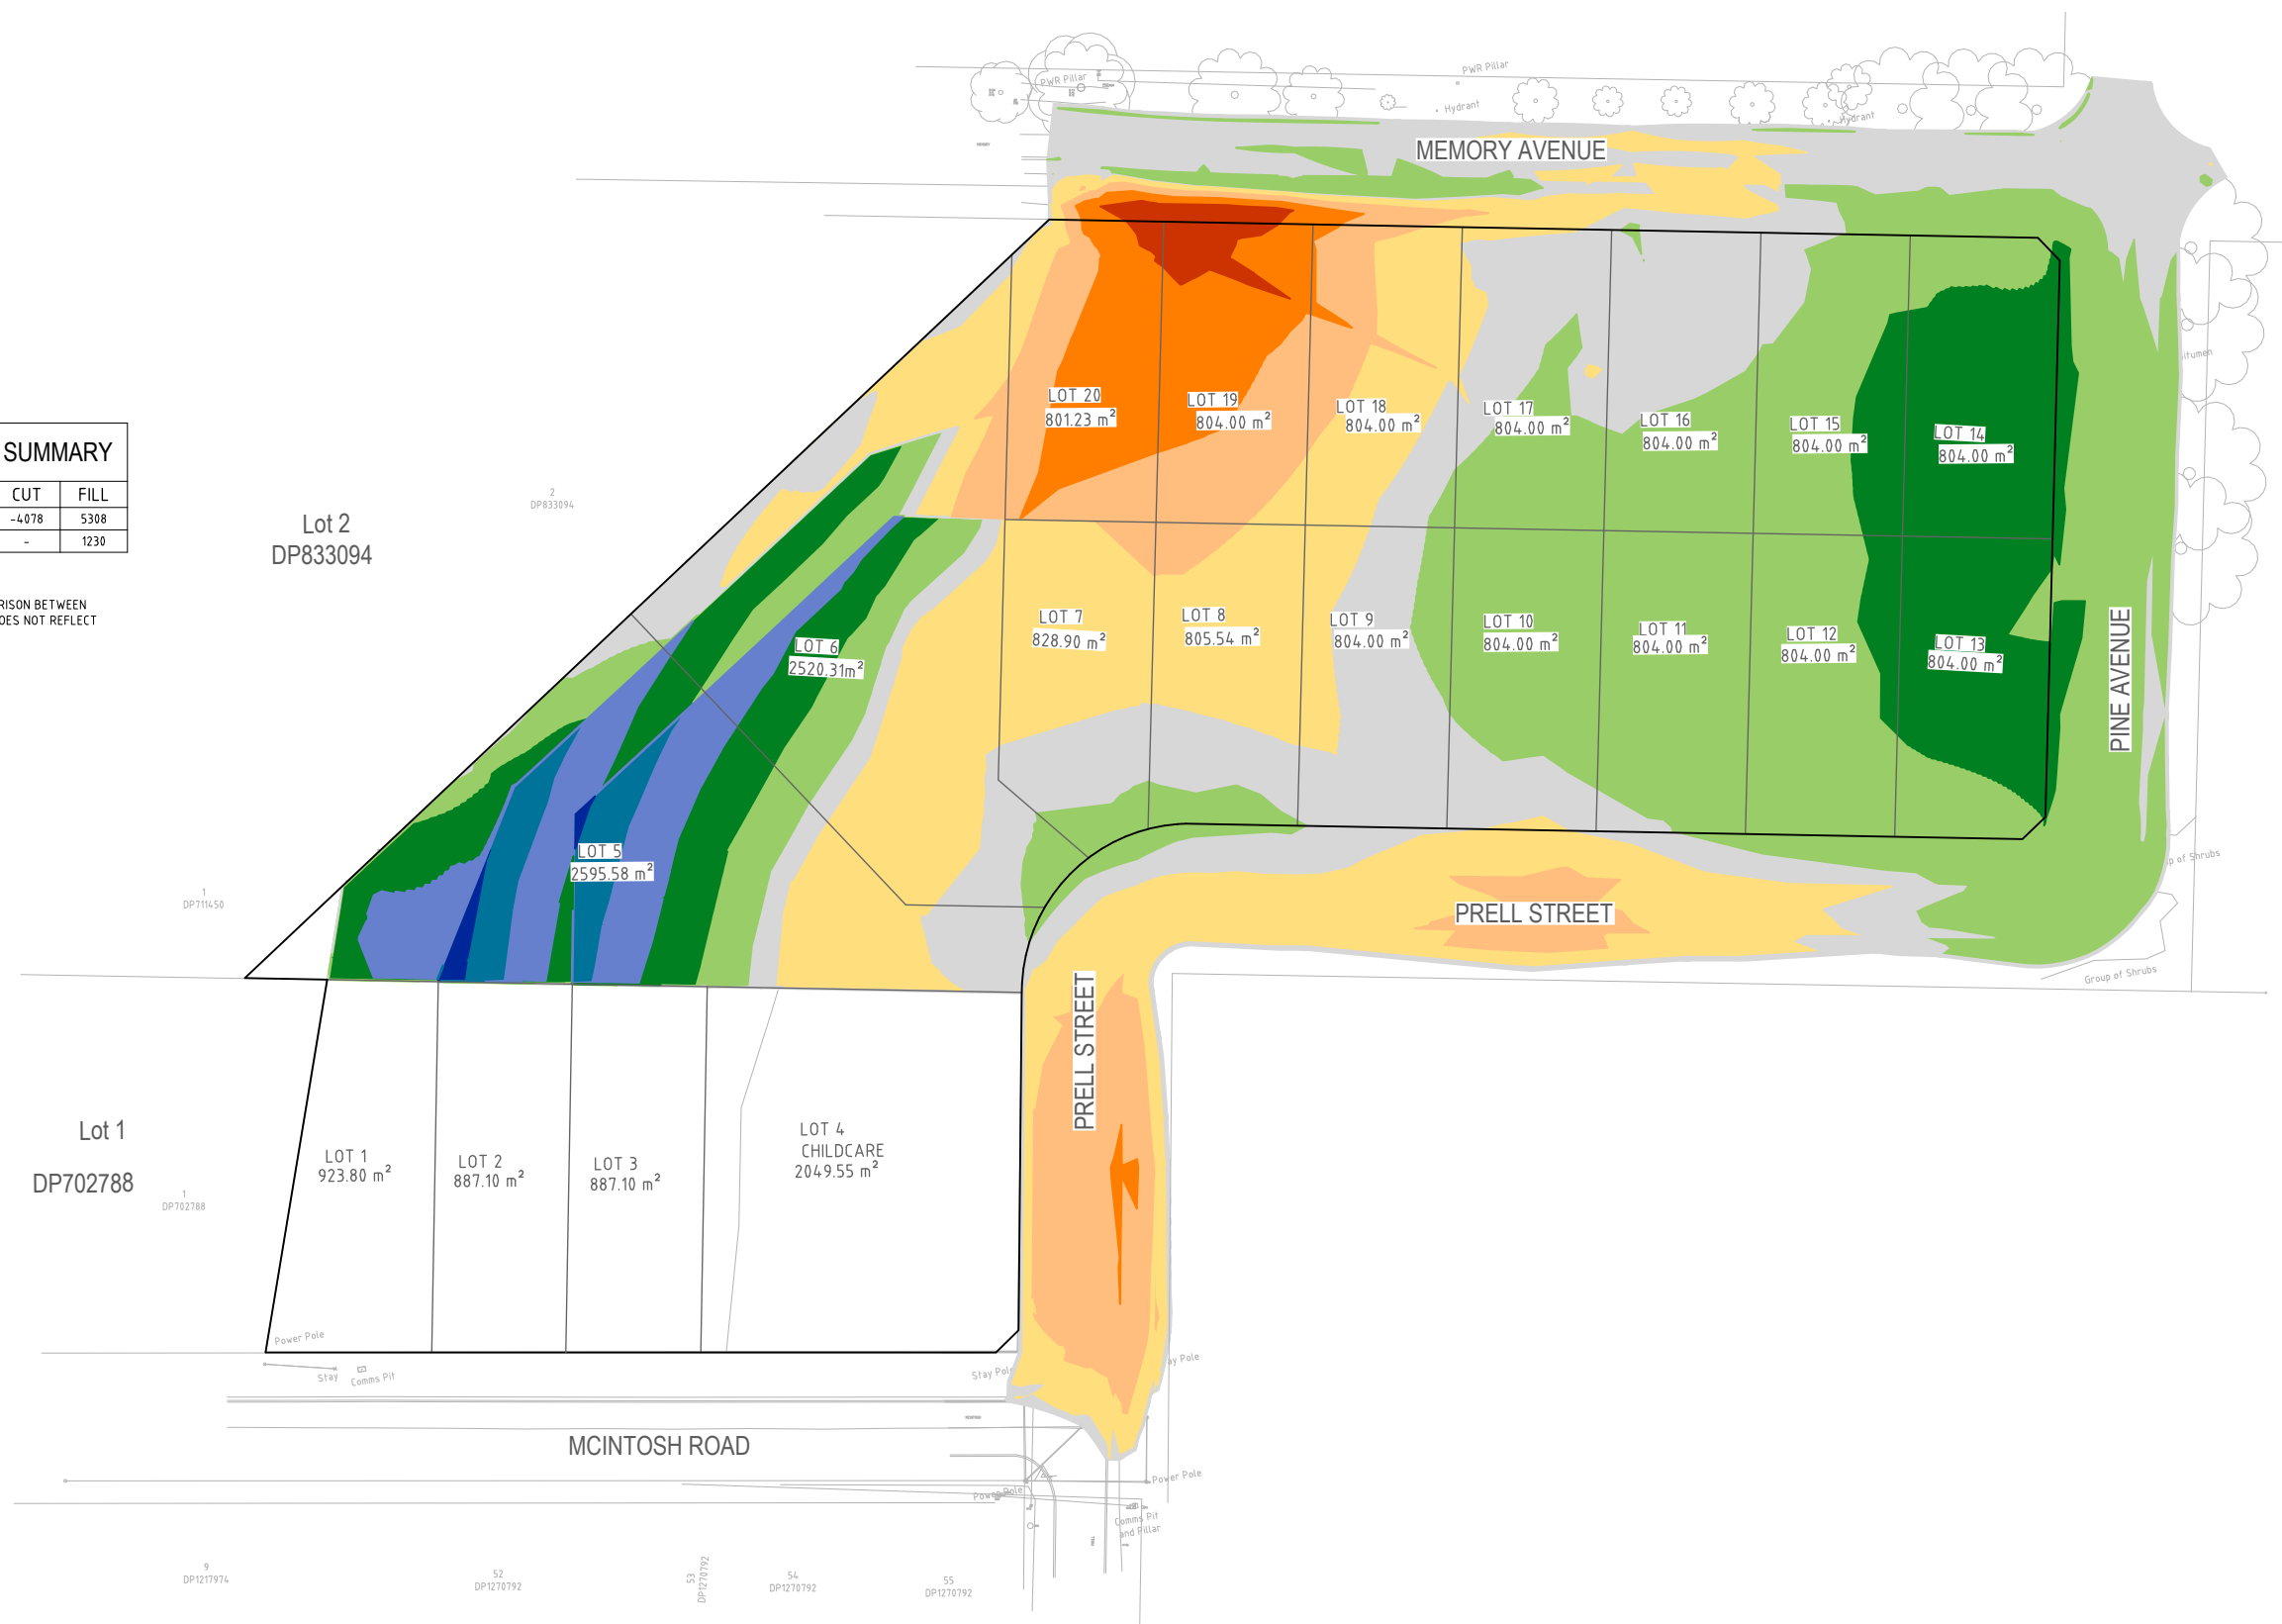 PWR Pillar
PWR Pillar
Hydrant
Hydrant
MEMORY AVENUE
SUMMARY
CUT FILL
-4078 5308
- 1230
RISON BETWEEN
OES NOT REFLECT
Lot 2
DP833094
2
DP833094
LOT 20
801.23 m²
LOT 19
804.00 m²
LOT 18
804.00 m²
LOT 17
804.00 m²
LOT 16
804.00 m²
LOT 15
804.00 m²
LOT 14
804.00 m²
itumen
LOT 6
2520.31m²
LOT 7
828.90 m²
LOT 8
805.54 m²
LOT 9
804.00 m²
LOT 10
804.00 m²
LOT 11
804.00 m²
LOT 12
804.00 m²
LOT 13
804.00 m²
PINE AVENUE
LOT 5
2595.58 m²
1
DP711450
PRELL STREET
p of Shrubs
Group of Shrubs
PRELL STREET
Lot 1
DP702788
1
DP702788
LOT 1
923.80 m²
LOT 2
887.10 m²
LOT 3
887.10 m²
LOT 4
CHILDCARE
2049.55 m²
Power Pole
Stay
Comms Pit
Stay Pole
ay Pole
MCINTOSH ROAD
Power Pole
Power Pole
Comms Pit
and Pillar
9
DP1217974
52
DP1270792
53
DP1270792
54
DP1270792
55
DP1270792